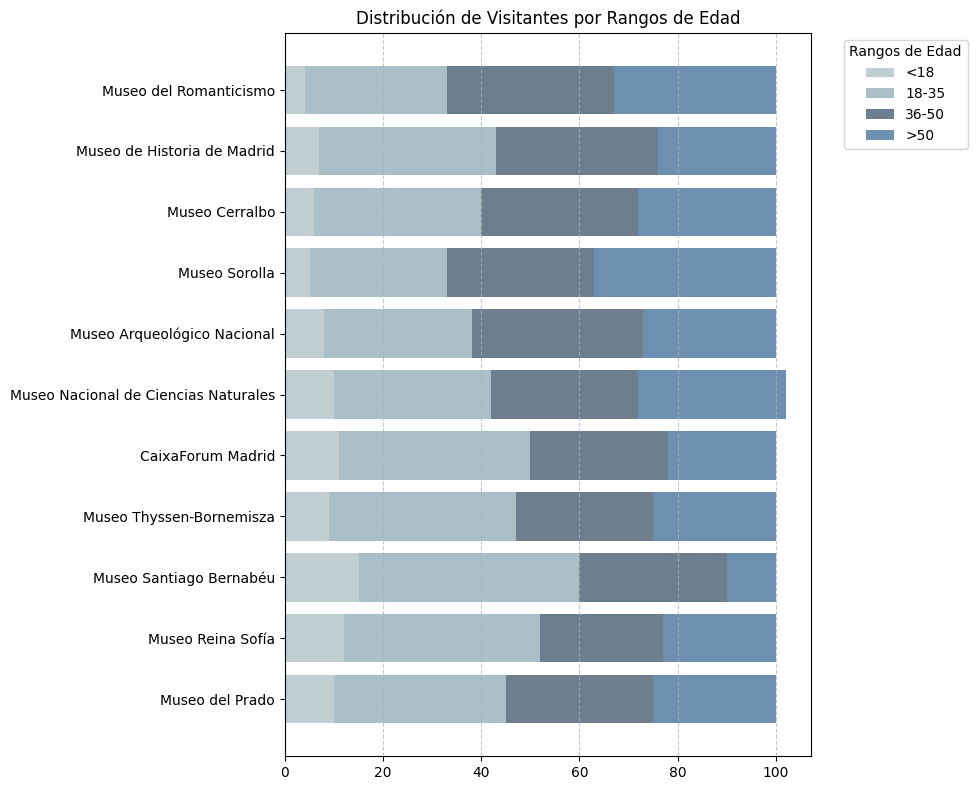 Distribución de Visitantes por Rangos de Edad
Rangos de Edad
<18
18-35
36-50
>50
Museo del Romanticismo
Museo de Historia de Madrid
Museo Cerralbo
Museo Sorolla
Museo Arqueológico Nacional
Museo Nacional de Ciencias Naturales
CaixaForum Madrid
Museo Thyssen-Bornemisza
Museo Santiago Bernabéu
Museo Reina Sofía
Museo del Prado
0 20 40 60 80 100